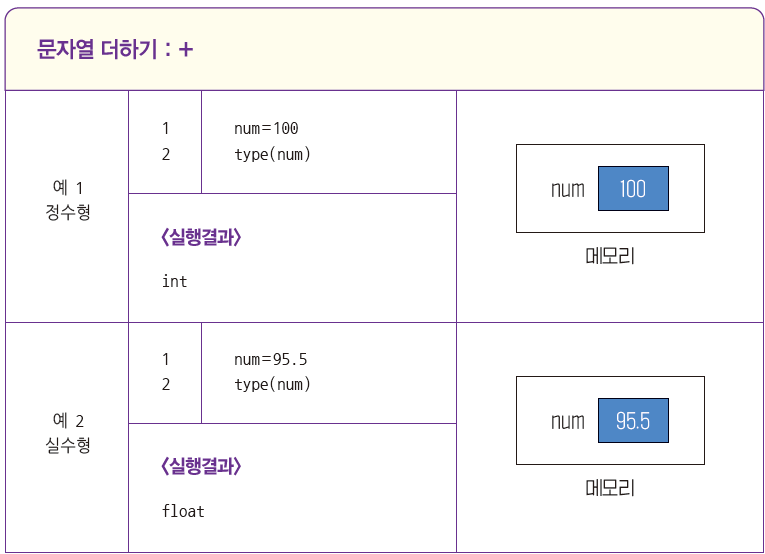 문자열 더하기 : +
예 1
정수형
1 num=100
2 type(num)
<실행결과>
int
num 100
메모리
예 2
실수형
1 num=95.5
2 type(num)
<실행결과>
float
num 95.5
메모리